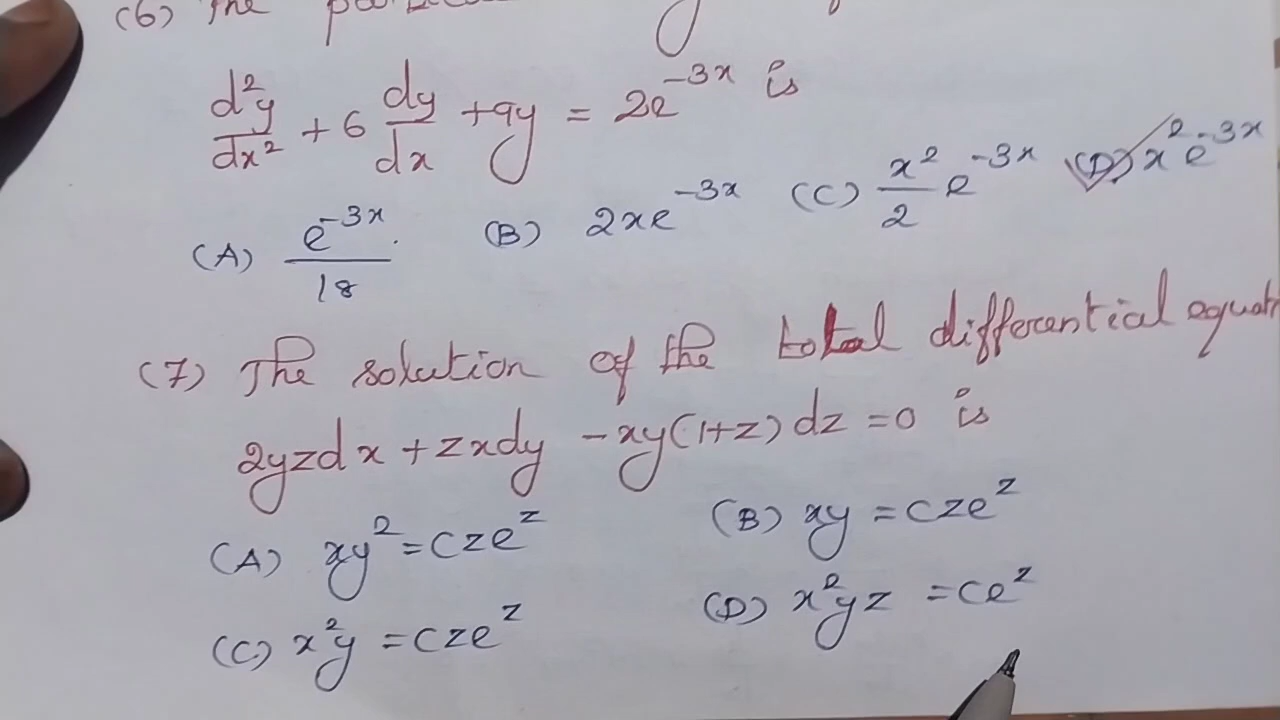 (6) The
d²y/dx² + 6 dy/dx + 9y = 2e^-3x is
(A) e^-3x/18 (B) 2xe^-3x (C) x²/2 e^-3x (D) x²e^-3x
(7) The solution of the total differential equati
2yzdx + zxdy - xy(1+z)dz = 0 is
(A) xy² = cze^z (B) xy = cze^z
(C) x²y = cze^z (D) x²yz = ce^z